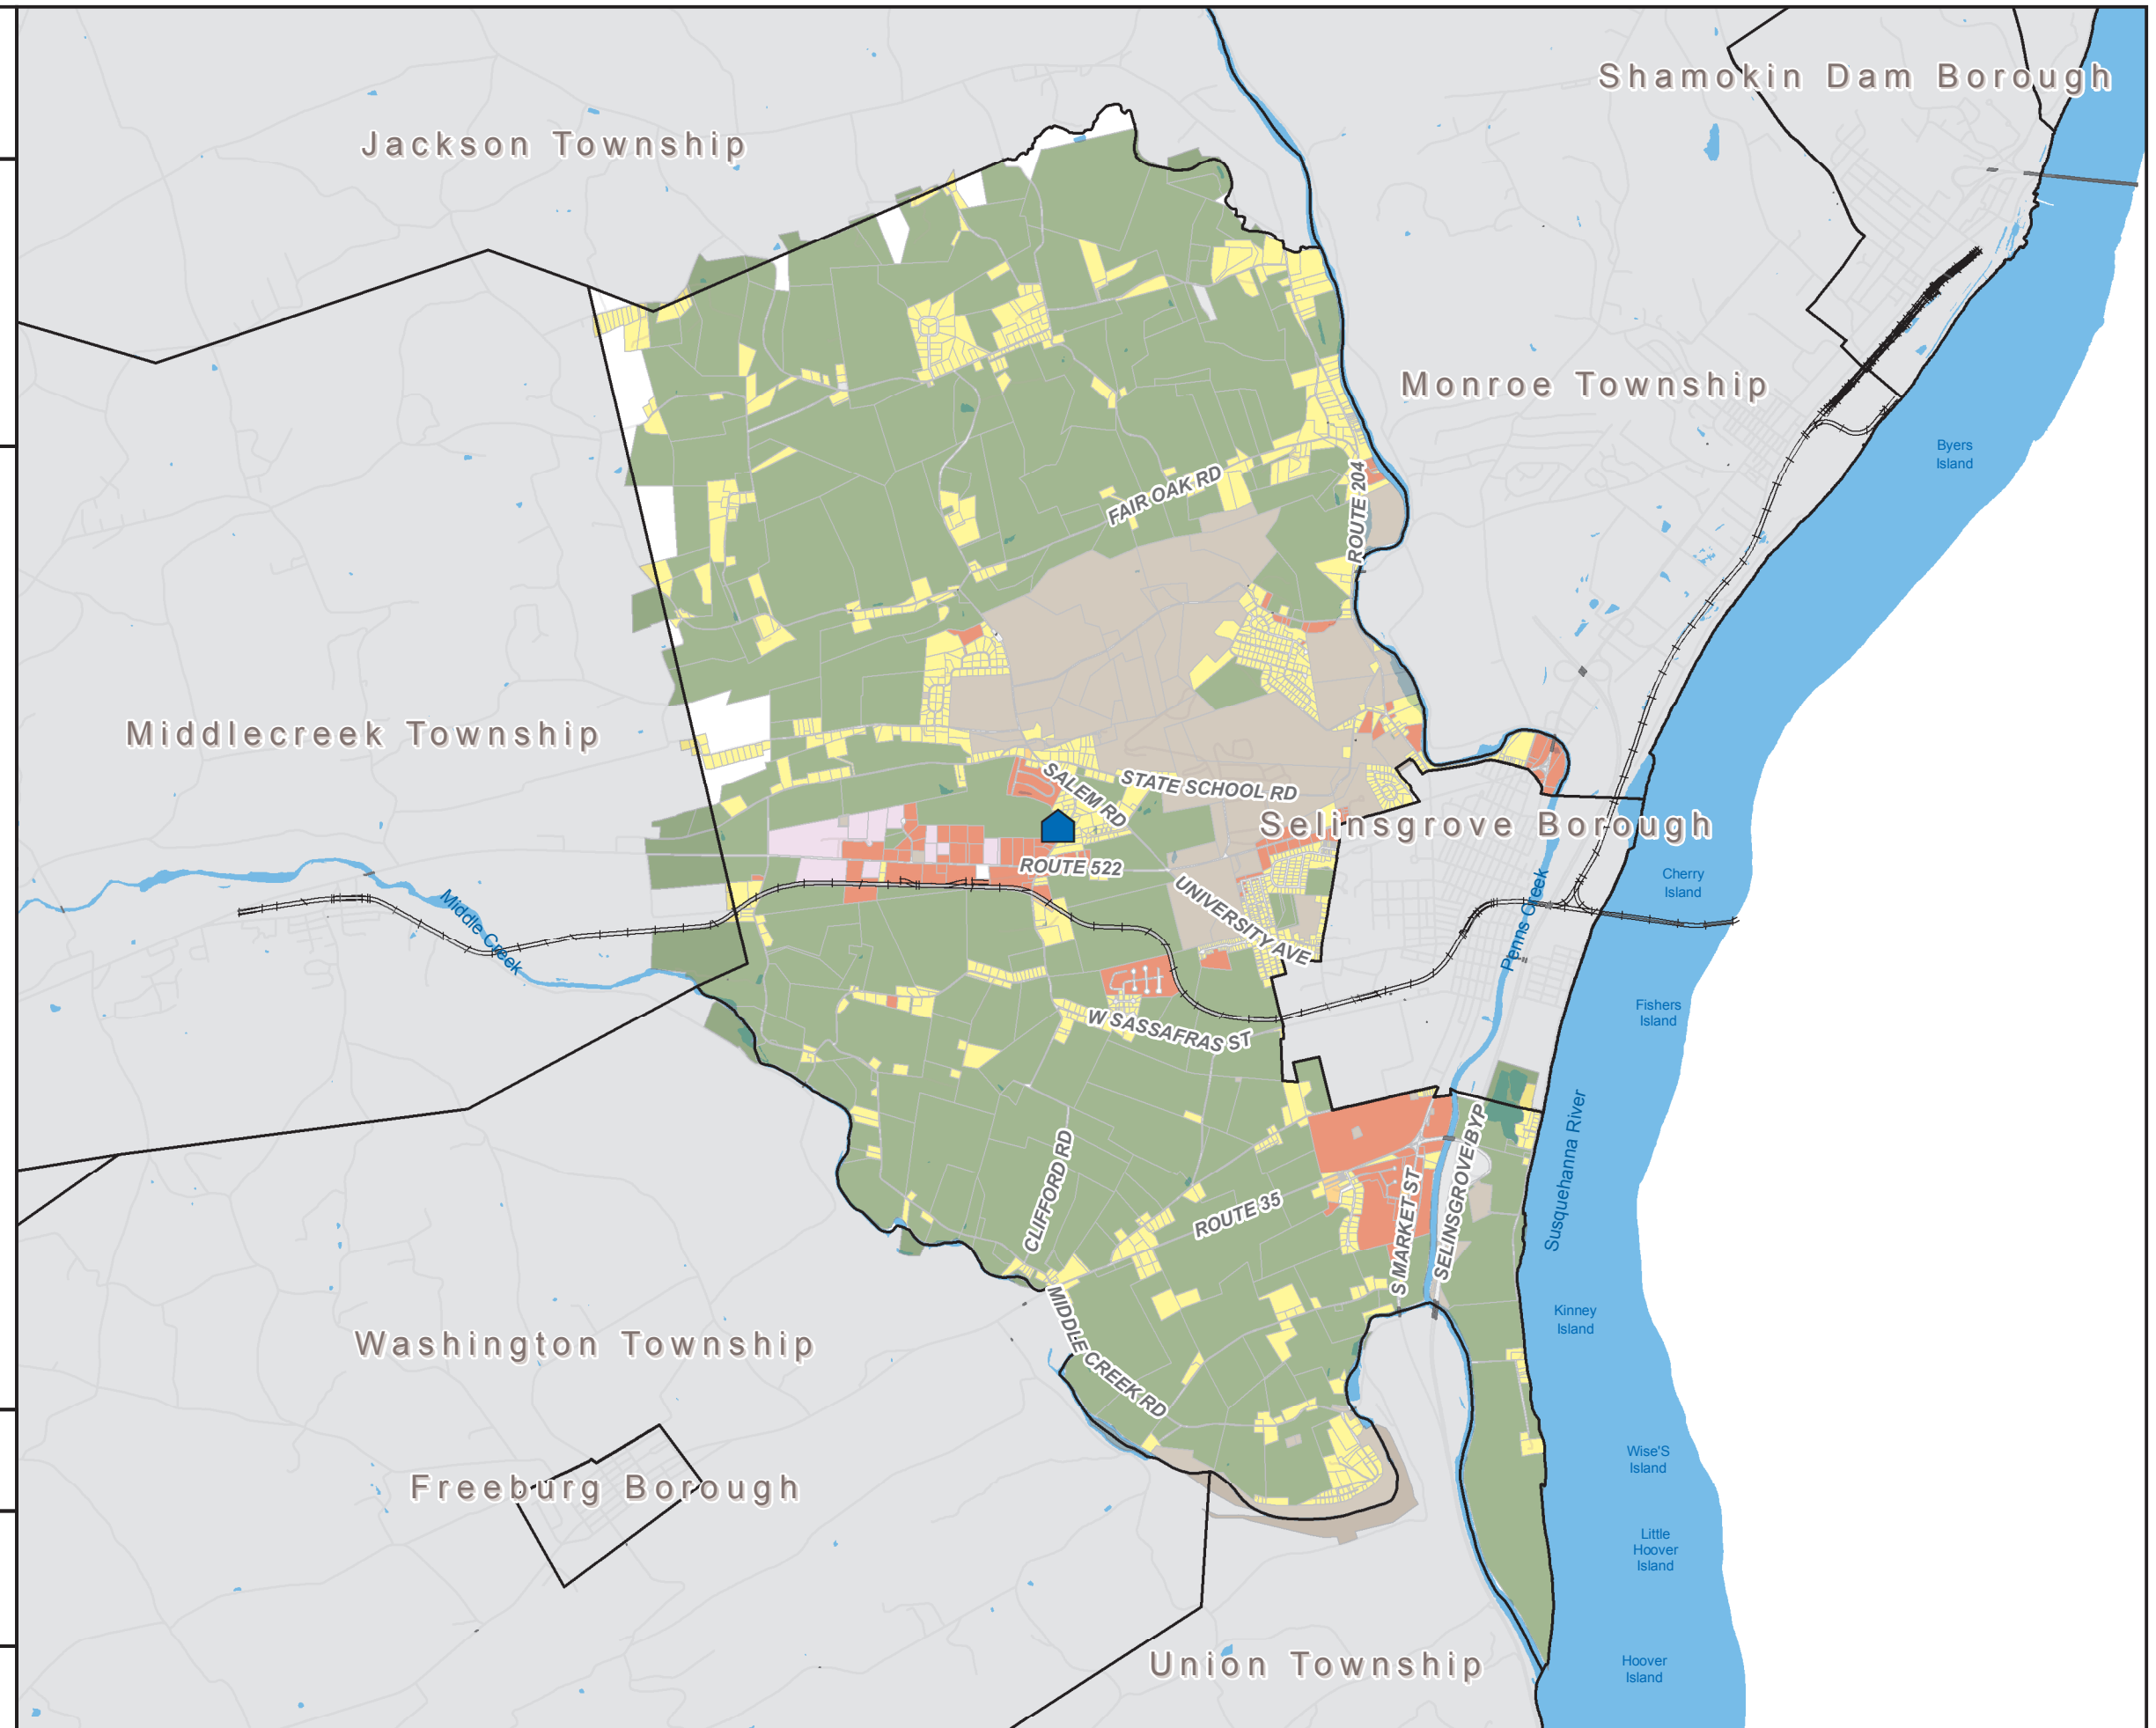 Shamokin Dam Borough
Jackson Township
Monroe Township
Byers
Island
FAIR OAK RD
ROUTE 204
Middlecreek Township
SALEM RD
STATE SCHOOL RD
Selinsgrove Borough
ROUTE 522
Cherry
Island
UNIVERSITY AVE
Middle Creek
Penns Creek
Fishers
Island
W SASSAFRAS ST
Susquehanna River
CLIFFORD RD
ROUTE 35
S MARKET ST
SELINSGROVE BYP
Kinney
Island
Washington Township
MIDDLE CREEK RD
Wise'S
Island
Freeburg Borough
Little
Hoover
Island
Union Township
Hoover
Island